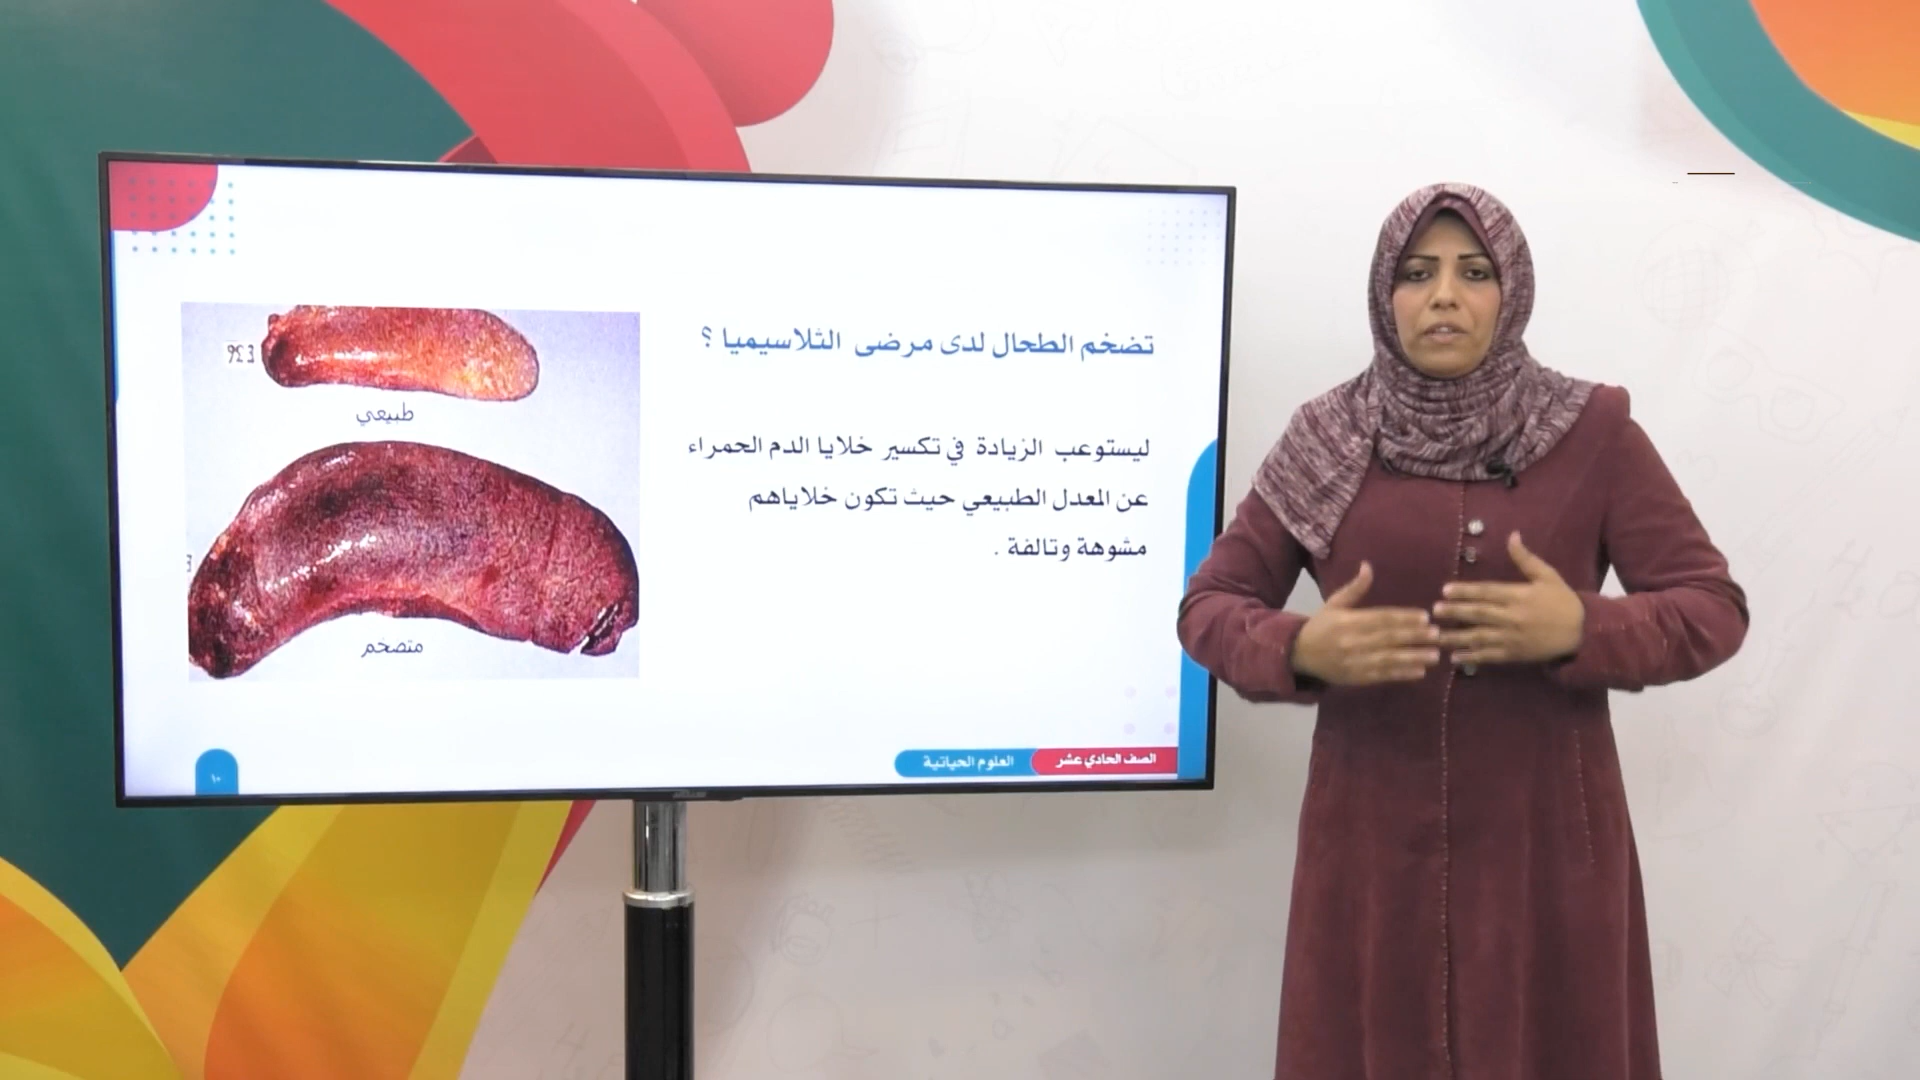 تضخم الطحال لدى مرضى الثلاسيميا ؟
ليستوعب الزيادة في تكسير خلايا الدم الحمراء
عن المعدل الطبيعي حيث تكون خلاياهم
مشوهة وتالفة .
طبيعي
متضخم
الصف الحادي عشر
العلوم الحياتية
١٠